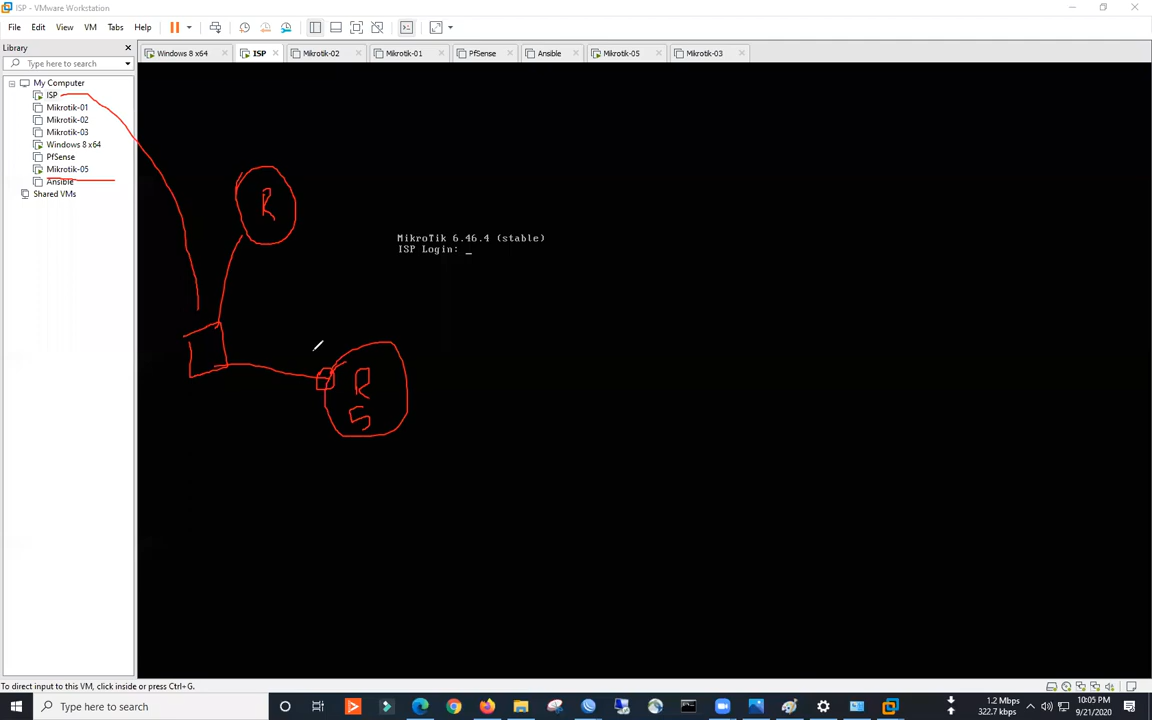 ISP - VMware Workstation
File Edit View VM Tabs Help
Library
Type here to search
My Computer
ISP
Mikrotik-01
Mikrotik-02
Mikrotik-03
Windows 8 x64
PfSense
Mikrotik-05
Ansible
Shared VMs
Windows 8 x64 ISP Mikrotik-02 Mikrotik-01 PfSense Ansible Mikrotik-05 Mikrotik-03
R
MikroTik 6.46.4 (stable)
ISP Login: _
R
5
To direct input to this VM, click inside or press Ctrl+G.
Type here to search
1.2 Mbps
322.7 kbps
10:05 PM
9/21/2020